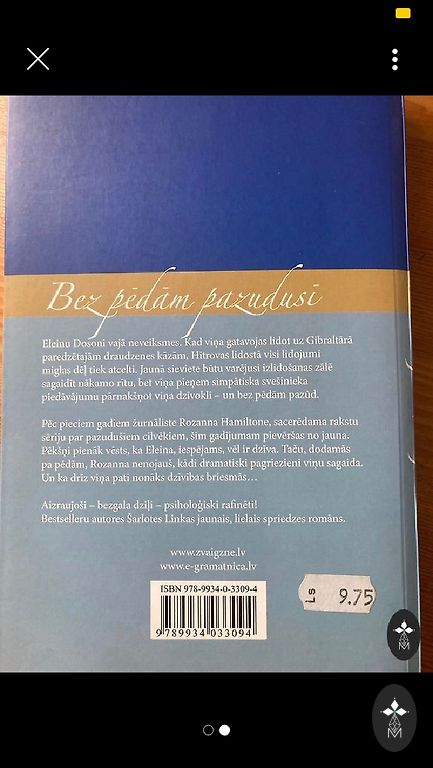 Bez pēdām pazudusī
Eleinu Dosoni vajā neveiksmes. Kad viņa gatavojas lidot uz Gibraltārā
paredzētajām draudzenes kāzām, Hītrovas lidostā visi lidojumi
miglas dēļ tiek atcelti. Jaunā sieviete būtu varējusi izlidošanas zālē
sagaidīt nākamo rītu, bet viņa pieņem simpātiska svešinieka
piedāvājumu pārnakšņot viņa dzīvoklī – un bez pēdām pazūd.
Pēc pieciem gadiem žurnāliste Rozanna Hamiltone, sacerēdama rakstu
sēriju par pazudušiem cilvēkiem, šim gadījumam pievēršas no jauna.
Pēkšņi pienāk vēsts, ka Eleina, iespējams, vēl ir dzīva. Taču, dodamās
pa pēdām, Rozanna nenojauš, kādi dramatiski pagriezieni viņu sagaida.
Un ka drīz viņa pati nonāks dzīvības briesmās…
Aizraujoši – bezgala dziļi – psiholoģiski rafinēti!
Bestselleru autores Šarlotes Linkas jaunais, lielais spriedzes romāns.
www.zvaigzne.lv
www.e-gramatnica.lv
ISBN 978-9934-0-3309-4
9 789934 033094
Ls 9.75
M
M